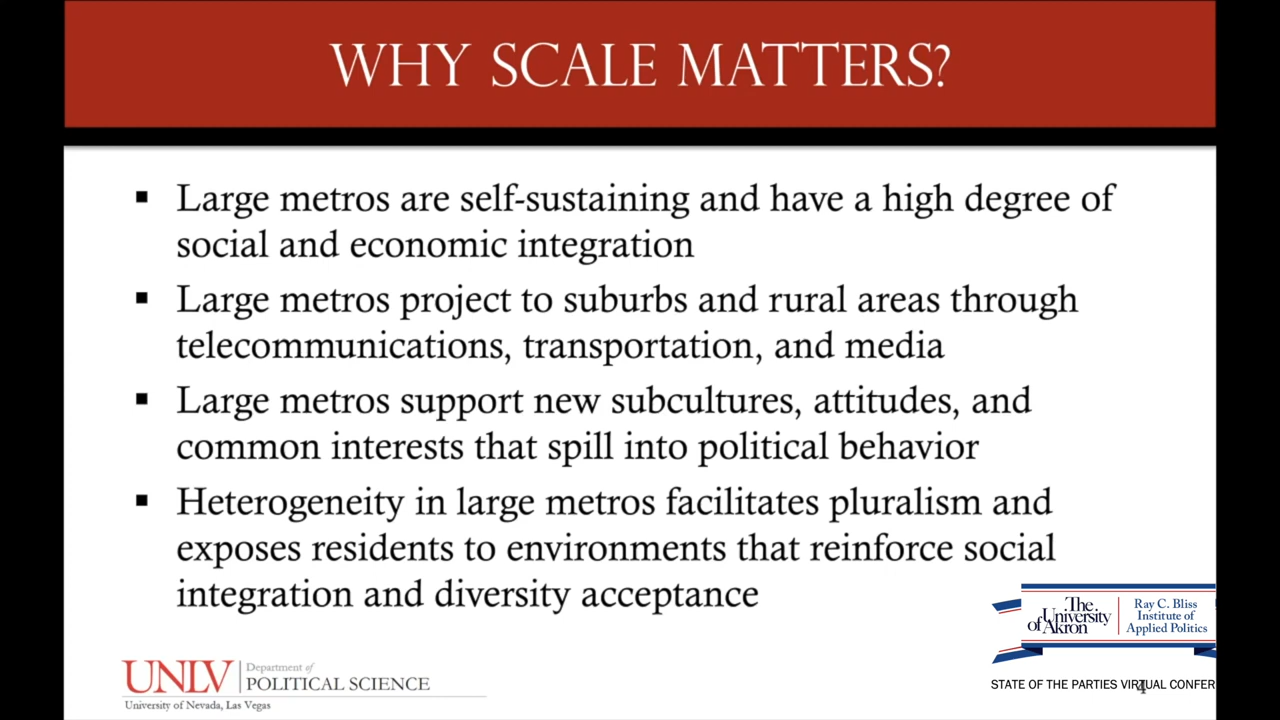 WHY SCALE MATTERS?
▪ Large metros are self-sustaining and have a high degree of
social and economic integration
▪ Large metros project to suburbs and rural areas through
telecommunications, transportation, and media
▪ Large metros support new subcultures, attitudes, and
common interests that spill into political behavior
▪ Heterogeneity in large metros facilitates pluralism and
exposes residents to environments that reinforce social
integration and diversity acceptance
The
University
of Akron
Ray C. Bliss
Institute of
Applied Politics
UNLV
Department of
POLITICAL SCIENCE
University of Nevada, Las Vegas
STATE OF THE PARTIES VIRTUAL CONFER
4